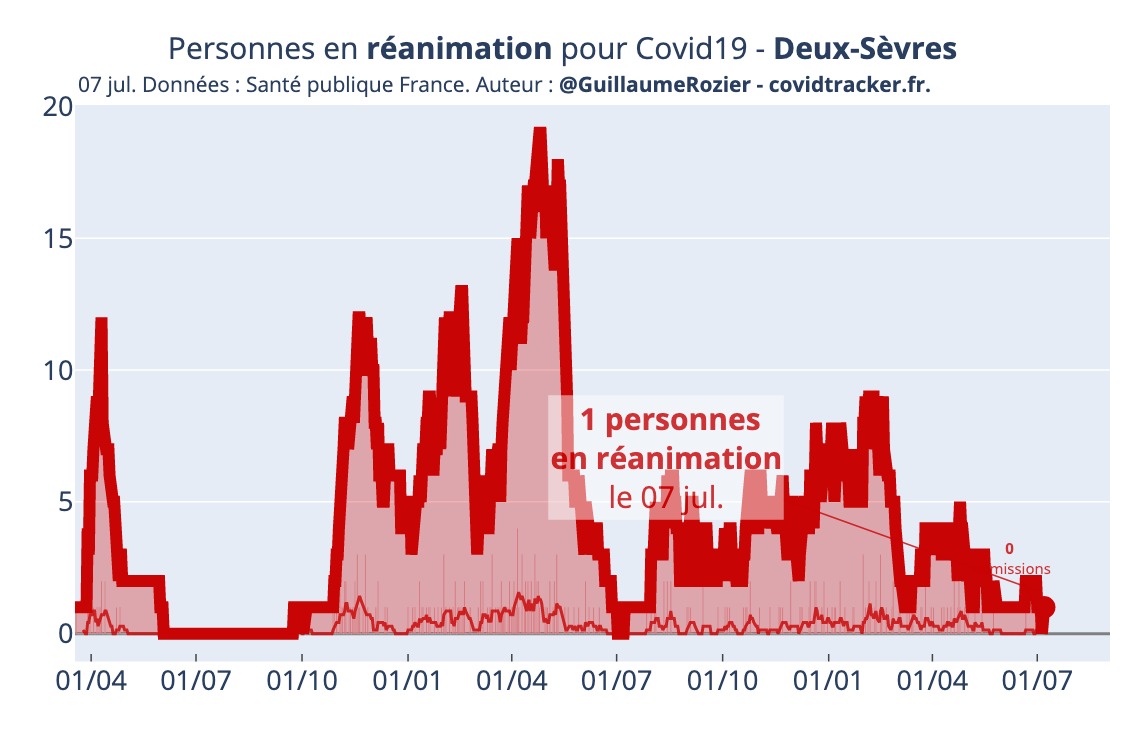 Personnes en réanimation pour Covid19 - Deux-Sèvres
07 jul. Données : Santé publique France. Auteur : @GuillaumeRozier - covidtracker.fr.
20
15
10
5
0
1 personnes
en réanimation
le 07 jul.
0
missions
01/04 01/07 01/10 01/01 01/04 01/07 01/10 01/01 01/04 01/07